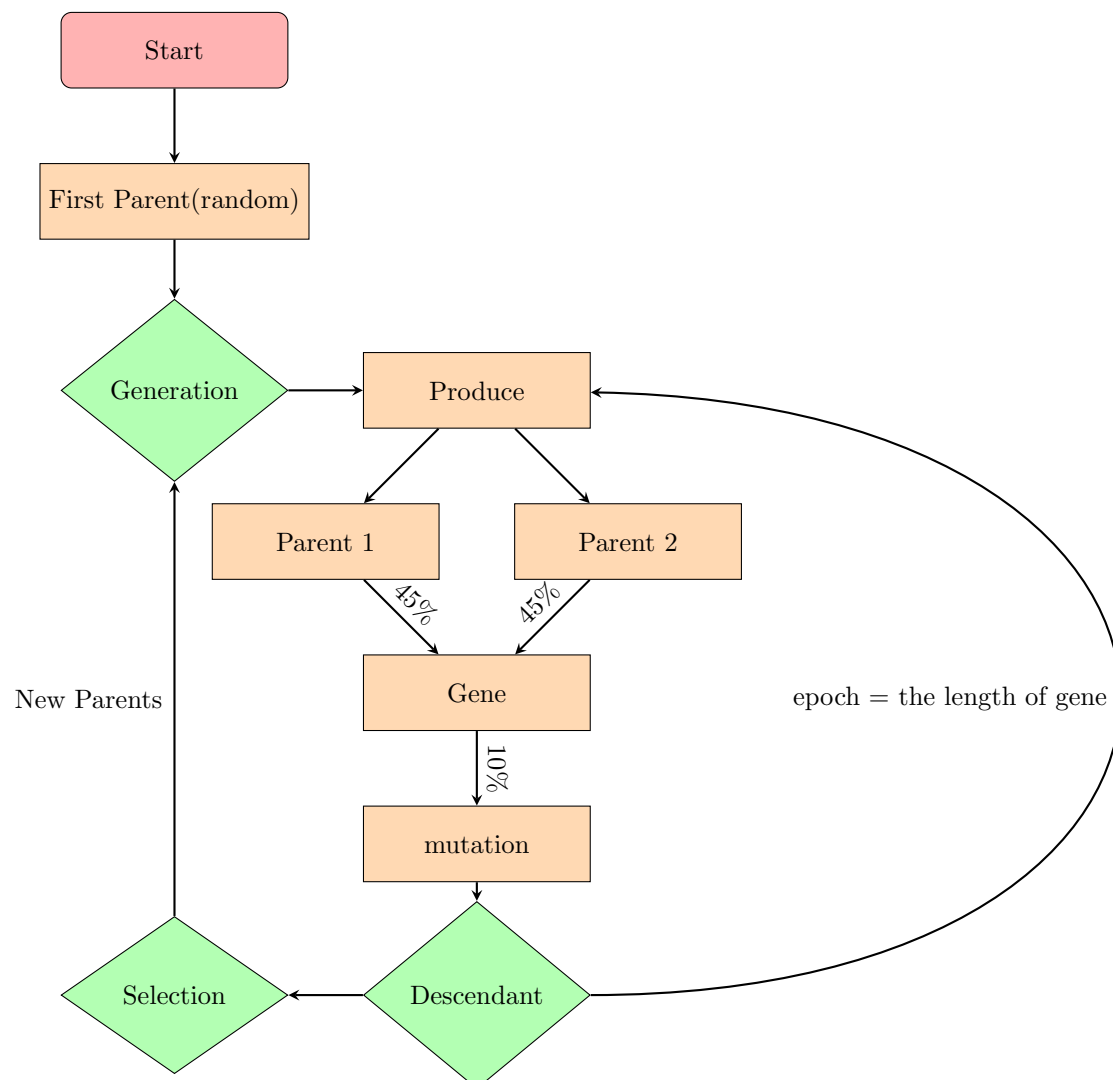 Start
First Parent(random)
Generation
Produce
Parent 1
Parent 2
45%
45%
Gene
New Parents
epoch = the length of gene
10%
mutation
Selection
Descendant